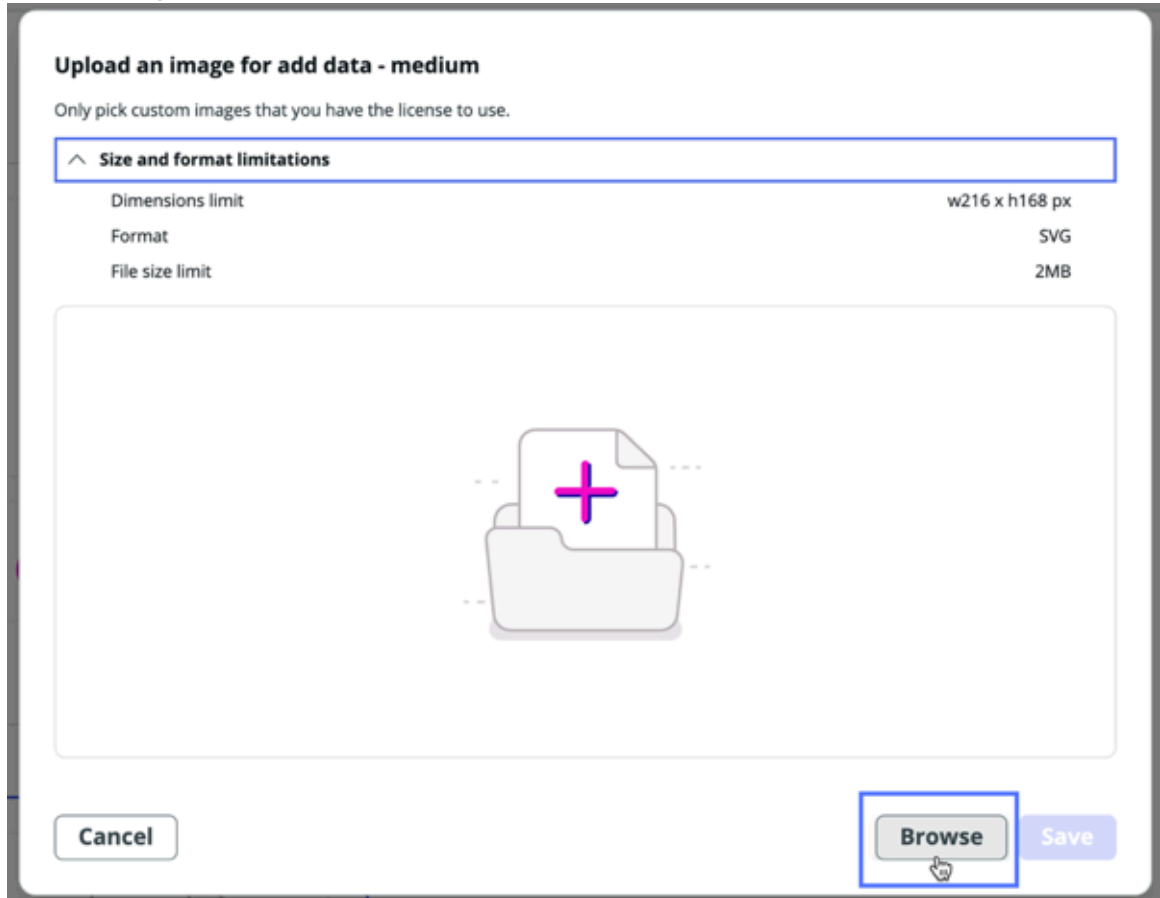 Upload an image for add data - medium
Only pick custom images that you have the license to use.
Size and format limitations
Dimensions limit w216 x h168 px
Format SVG
File size limit 2MB
Cancel Browse Save